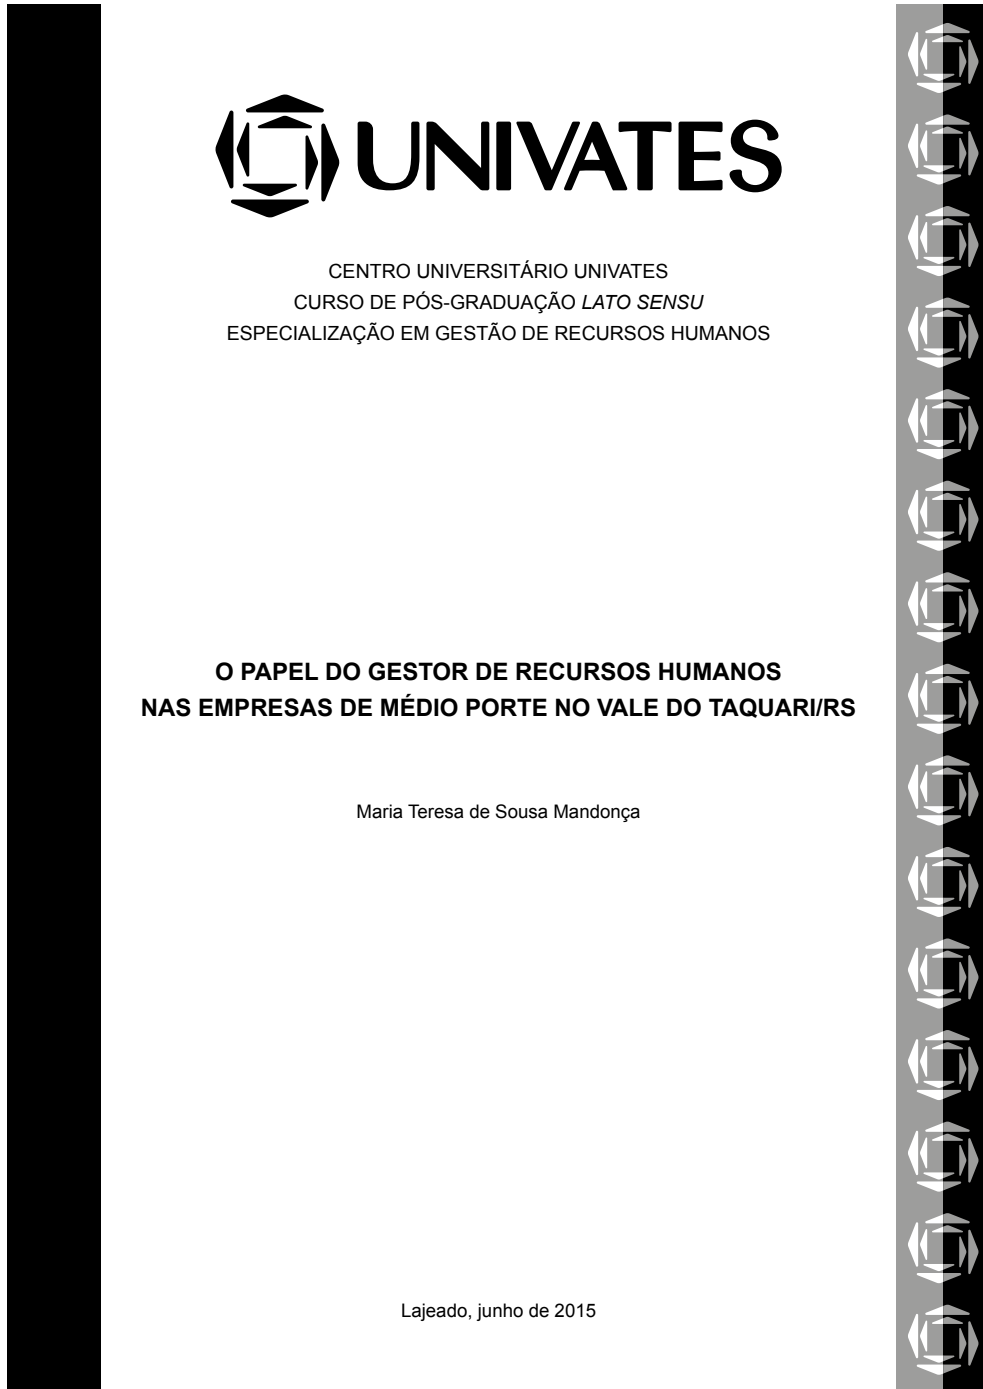 UNIVATES
CENTRO UNIVERSITÁRIO UNIVATES
CURSO DE PÓS-GRADUAÇÃO LATO SENSU
ESPECIALIZAÇÃO EM GESTÃO DE RECURSOS HUMANOS
O PAPEL DO GESTOR DE RECURSOS HUMANOS
NAS EMPRESAS DE MÉDIO PORTE NO VALE DO TAQUARI/RS
Maria Teresa de Sousa Mandonça
Lajeado, junho de 2015